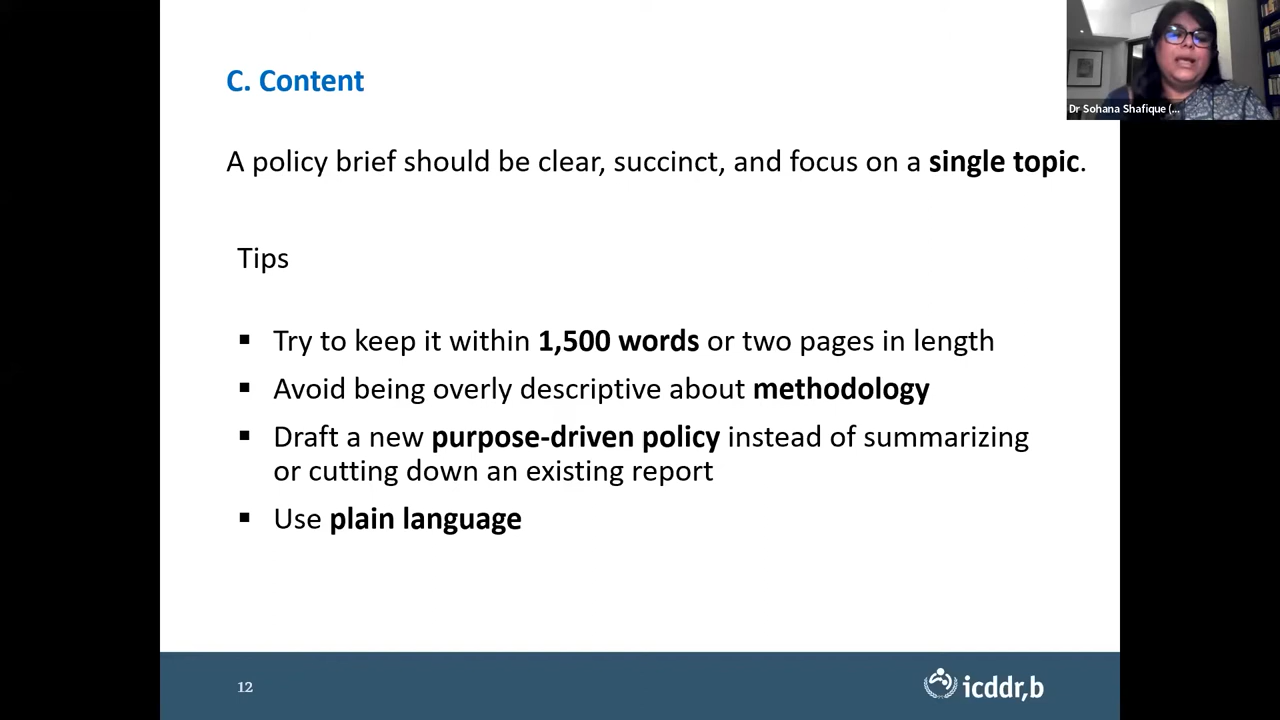 C. Content
Dr Sohana Shafique (...
A policy brief should be clear, succinct, and focus on a single topic.
Tips
▪ Try to keep it within 1,500 words or two pages in length
▪ Avoid being overly descriptive about methodology
▪ Draft a new purpose-driven policy instead of summarizing
or cutting down an existing report
▪ Use plain language
12
icddr,b